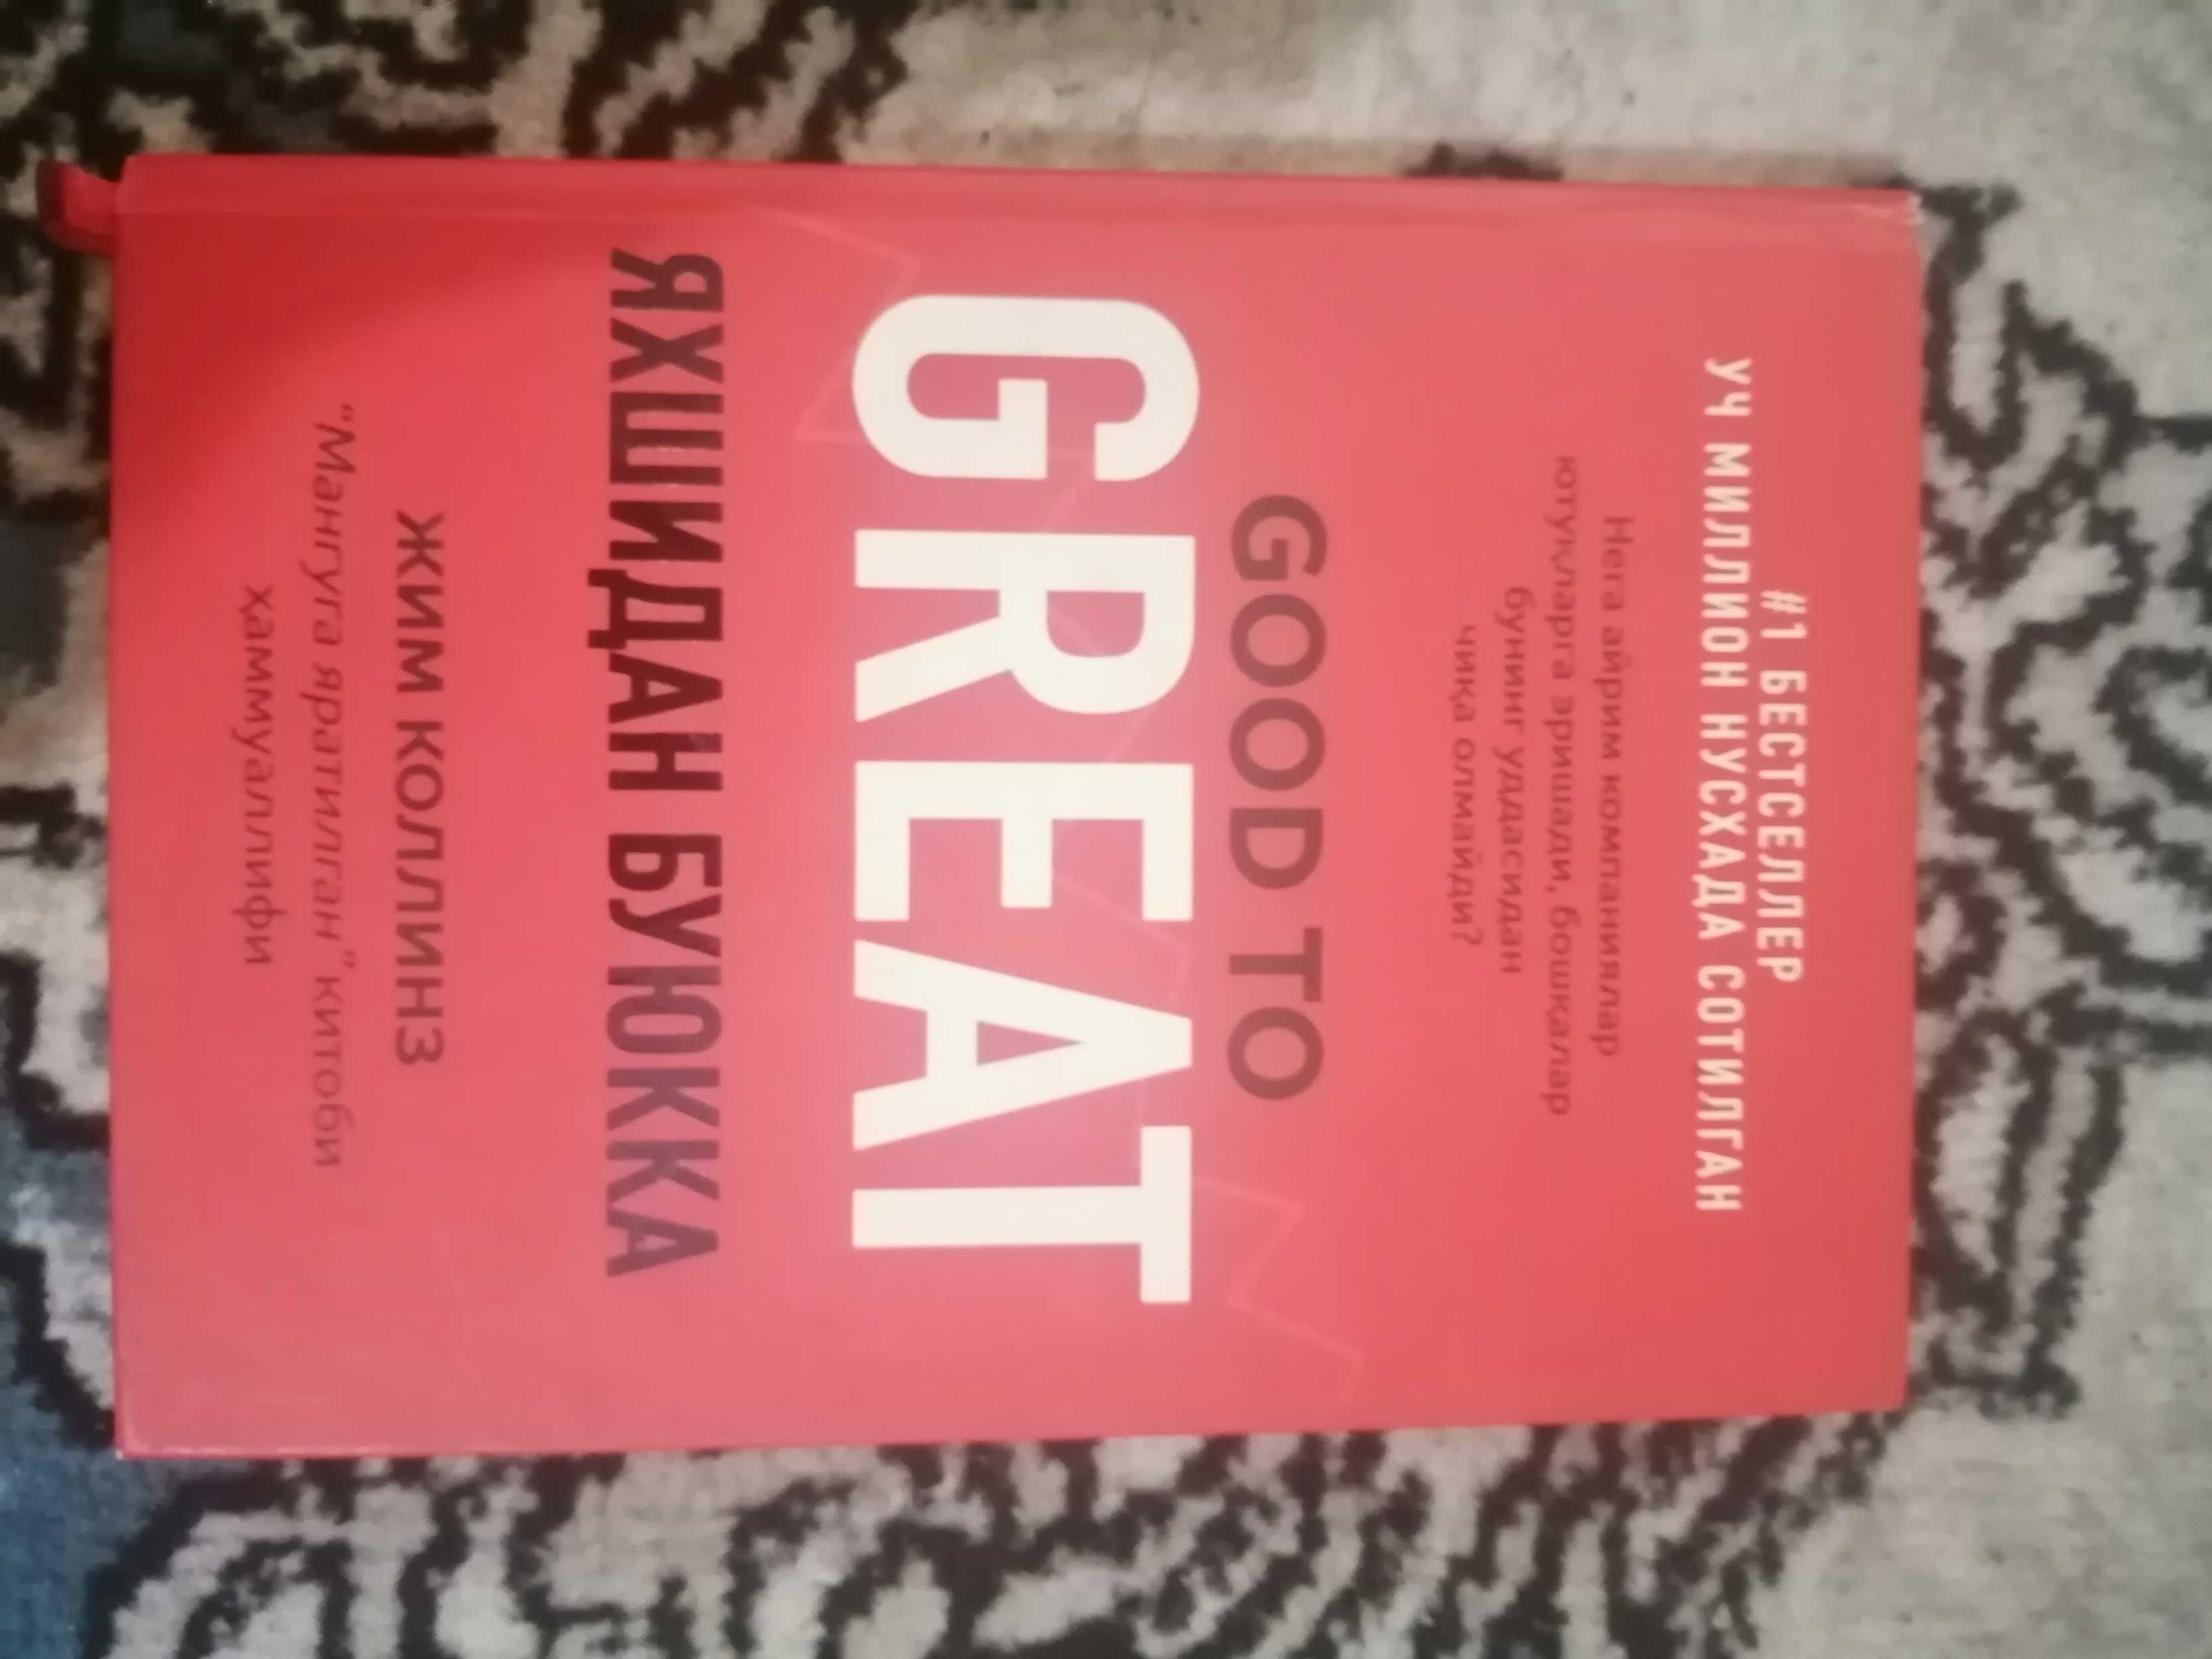 #1 БЕСТСЕЛЛЕР
УЧ МИЛЛИОН НУСХАДА СОТИЛГАН
Нега айрим компаниялар
ютуқларга эришади, бошқалар
бунинг уддасидан
чиқа олмайди?
GOOD TO
GREAT
ЯХШИДАН БУЮККА
ЖИМ КОЛЛИНЗ
"Мангуга яратилган" китоби
ҳаммуаллифи